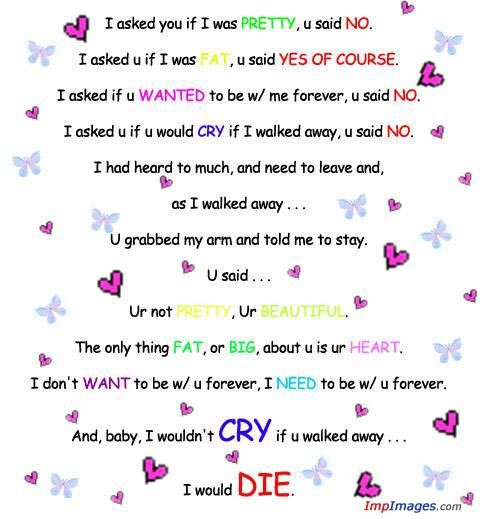 I asked you if I was PRETTY, u said NO.
I asked u if I was FAT, u said YES OF COURSE.
I asked if u WANTED to be w/ me forever, u said NO.
I asked u if u would CRY if I walked away, u said NO.
I had heard to much, and need to leave and,
as I walked away . . .
U grabbed my arm and told me to stay.
U said . . .
Ur not PRETTY, Ur BEAUTIFUL.
The only thing FAT, or BIG, about u is ur HEART.
I don't WANT to be w/ u forever, I NEED to be w/ u forever.
And, baby, I wouldn't CRY if u walked away . . .
I would DIE.
ImpImages.com